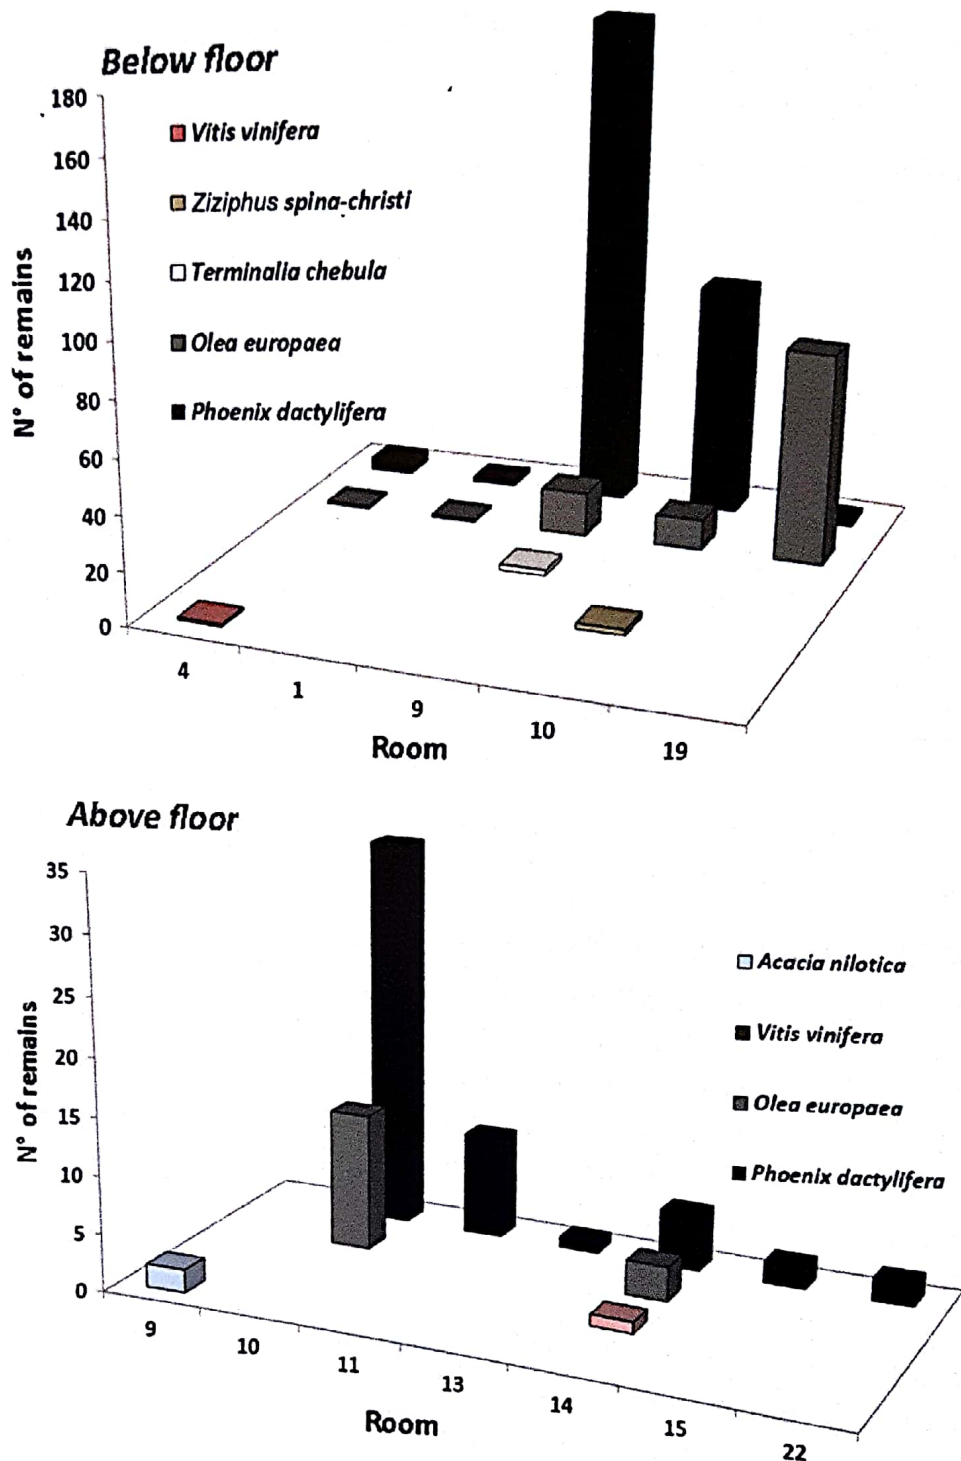 Below floor
180
160
140
120
100
80
60
40
20
0
N° of remains
Vitis vinifera
Ziziphus spina-christi
Terminalia chebula
Olea europaea
Phoenix dactylifera
4
1
9
10
19
Room
Above floor
35
30
25
20
15
10
5
0
N° of remains
Acacia nilotica
Vitis vinifera
Olea europaea
Phoenix dactylifera
9
10
11
13
14
15
22
Room